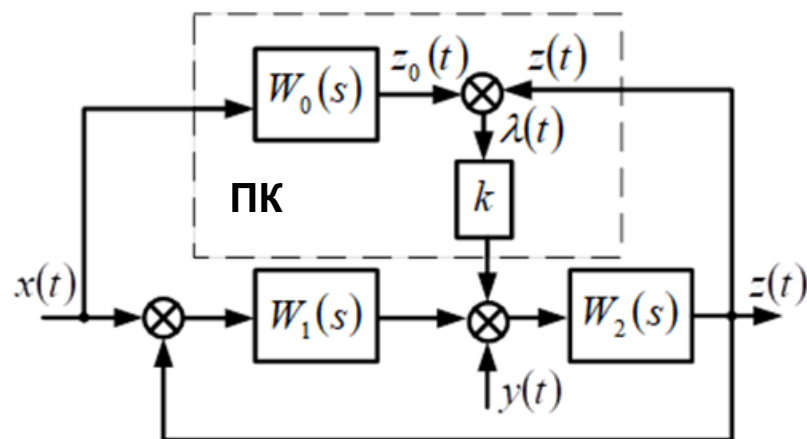 W₀(s)
z₀(t)
z(t)
λ(t)
k
ПК
x(t)
W₁(s)
W₂(s)
z(t)
y(t)